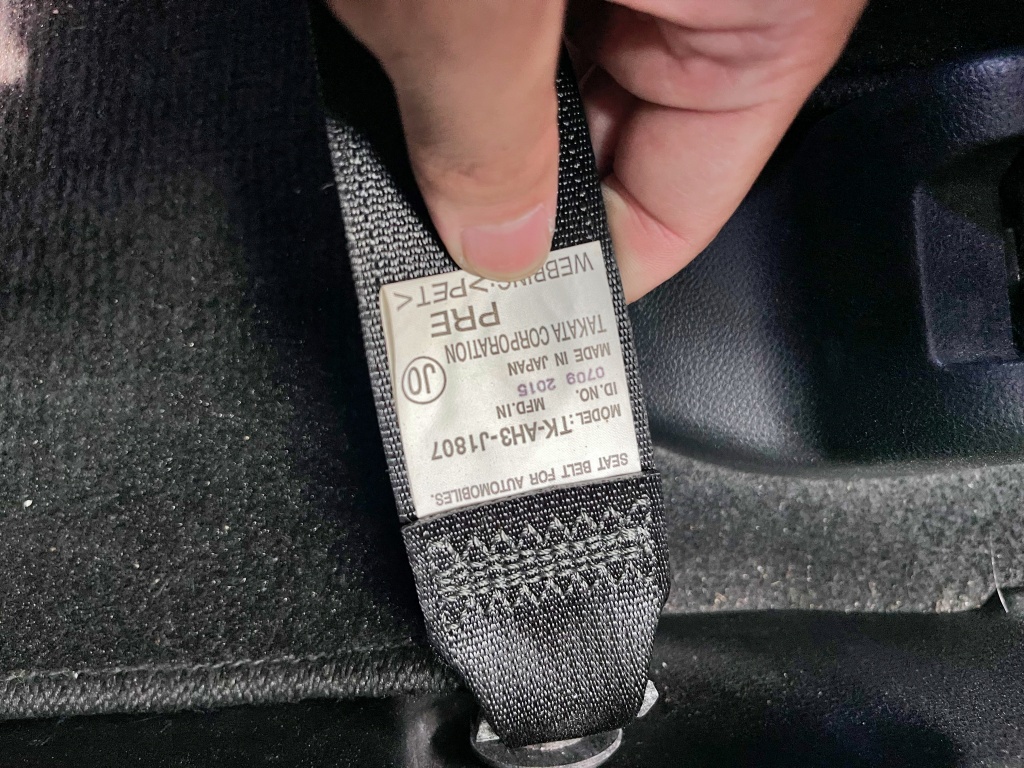 SEAT BELT FOR AUTOMOBILES.
MODEL:TK-AH3-J1807
ID.NO. MFD.IN
0709 2015
MADE IN JAPAN
TAKATA CORPORATION
JO
PRE
WEBBING:>PET<